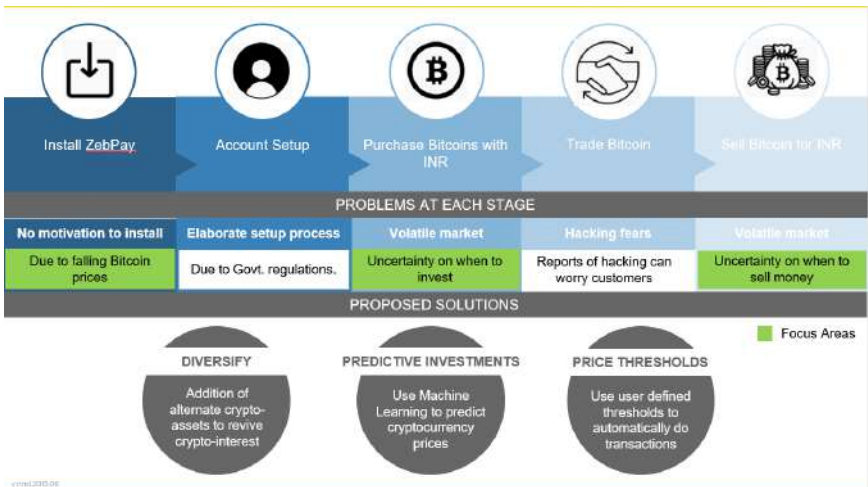 Install ZebPay
Account Setup
Purchase Bitcoins with
INR
Trade Bitcoin
Sell Bitcoin for INR
PROBLEMS AT EACH STAGE
No motivation to install
Elaborate setup process
Volatile market
Hacking fears
Volatile market
Due to falling Bitcoin
prices
Due to Govt. regulations.
Uncertainty on when to
invest
Reports of hacking can
worry customers
Uncertainty on when to
sell money
PROPOSED SOLUTIONS
Focus Areas
DIVERSIFY
Addition of
alternate crypto-
assets to revive
crypto-interest
PREDICTIVE INVESTMENTS
Use Machine
Learning to predict
cryptocurrency
prices
PRICE THRESHOLDS
Use user defined
thresholds to
automatically do
transactions